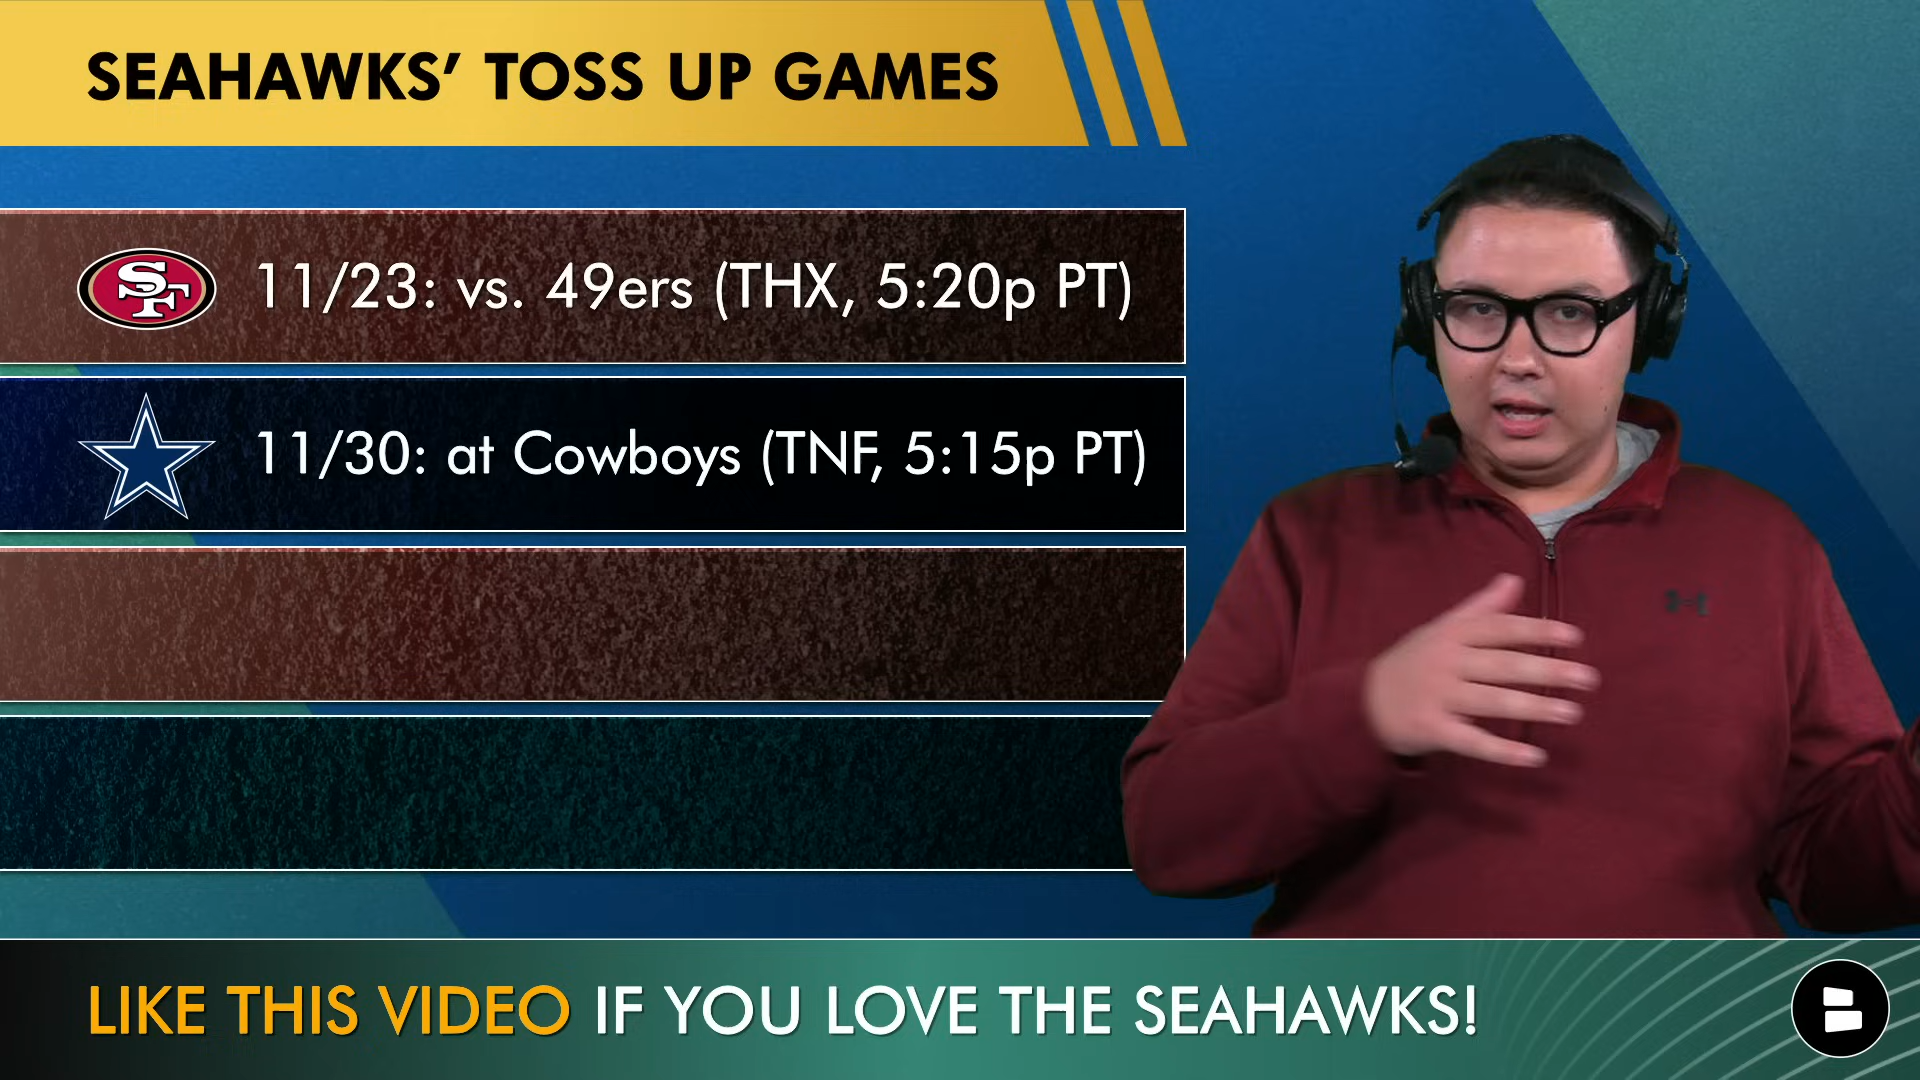 SEAHAWKS' TOSS UP GAMES
SF
11/23: vs. 49ers (THX, 5:20p PT)
11/30: at Cowboys (TNF, 5:15p PT)
LIKE THIS VIDEO IF YOU LOVE THE SEAHAWKS!